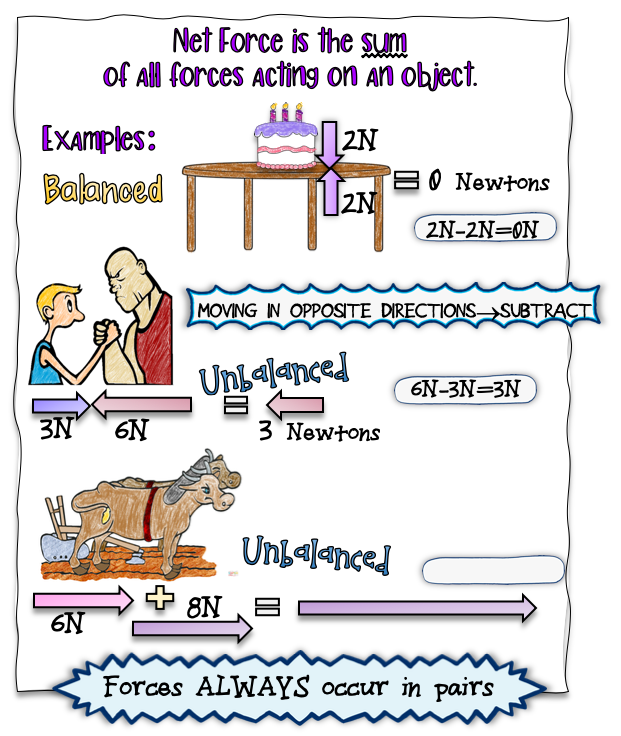 Net Force is the sum
of all forces acting on an object.
Examples:
Balanced
2N
2N
= 0 Newtons
2N-2N=0N
MOVING IN OPPOSITE DIRECTIONS→SUBTRACT
Unbalanced
6N-3N=3N
3N 6N = 3 Newtons
Unbalanced
6N + 8N =
Forces ALWAYS occur in pairs